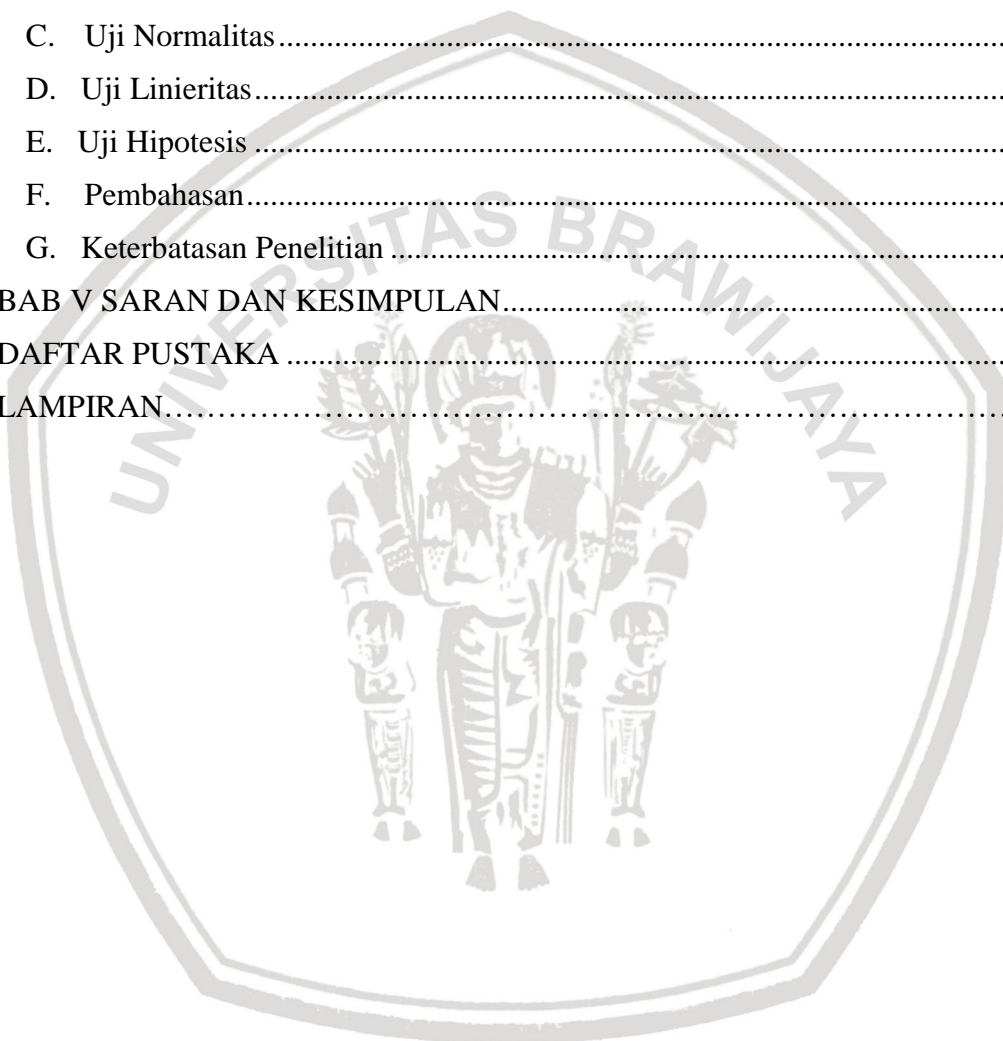 C. Uji Normalitas........................................................................................
D. Uji Linieritas............................................................................................
E. Uji Hipotesis ............................................................................................
F. Pembahasan.............................................................................................
G. Keterbatasan Penelitian ..........................................................................
BAB V SARAN DAN KESIMPULAN...........................................................
DAFTAR PUSTAKA .....................................................................................
LAMPIRAN……………………………………………………...……………………
UNIVERSITAS BRAWIJAYA